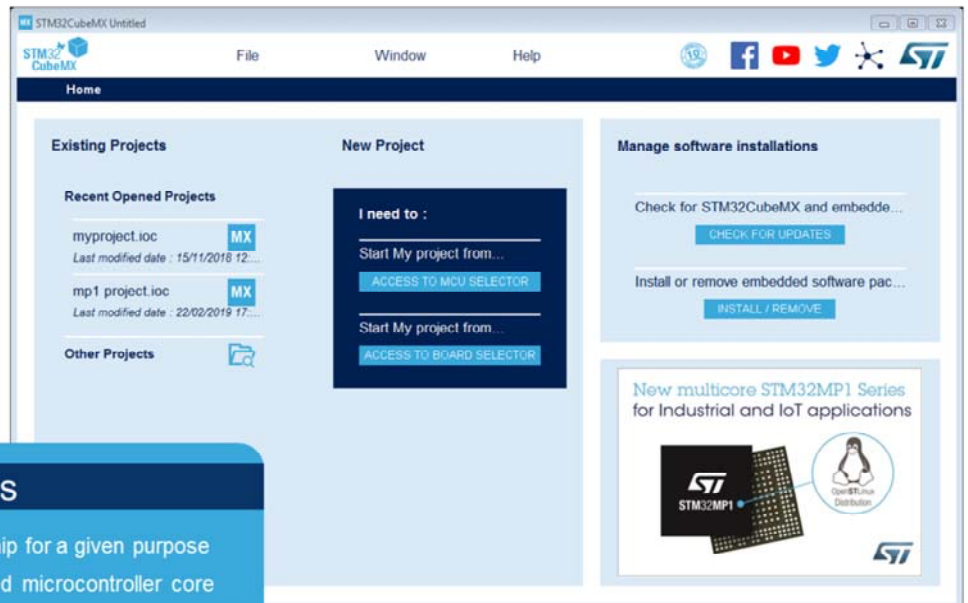 STM32CubeMX Untitled
STM32
CubeMX
File
Window
Help
Home
Existing Projects
Recent Opened Projects
myproject.ioc
MX
Last modified date : 15/11/2018 12:...
mp1 project.ioc
MX
Last modified date : 22/02/2019 17:...
Other Projects
New Project
I need to :
Start My project from...
ACCESS TO MCU SELECTOR
Start My project from...
ACCESS TO BOARD SELECTOR
Manage software installations
Check for STM32CubeMX and embedde...
CHECK FOR UPDATES
Install or remove embedded software pac...
INSTALL / REMOVE
New multicore STM32MP1 Series
for Industrial and IoT applications
STM32MP1
OpenSTLinux
Distribution
ST
s
ip for a given purpose
d microcontroller core